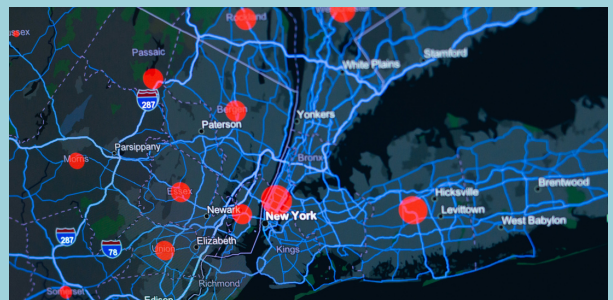 Rockland
Passaic
Stamford
White Plains
287
Bergen
Paterson
Yonkers
Parsippany
Morris
Bronx
Essex
Hicksville
Brentwood
Newark
New York
Levittown
West Babylon
287
78
Union
Elizabeth
Kings
Richmond
Somerset
Edison